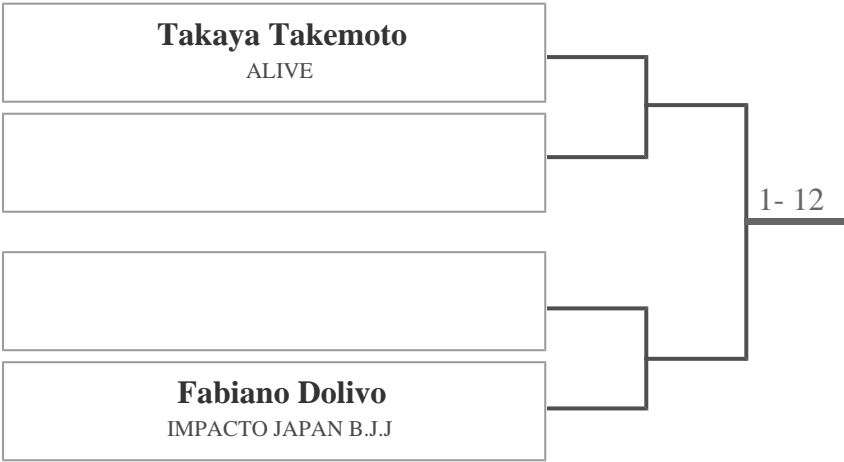 Takaya Takemoto
ALIVE
1- 12
Fabiano Dolivo
IMPACTO JAPAN B.J.J